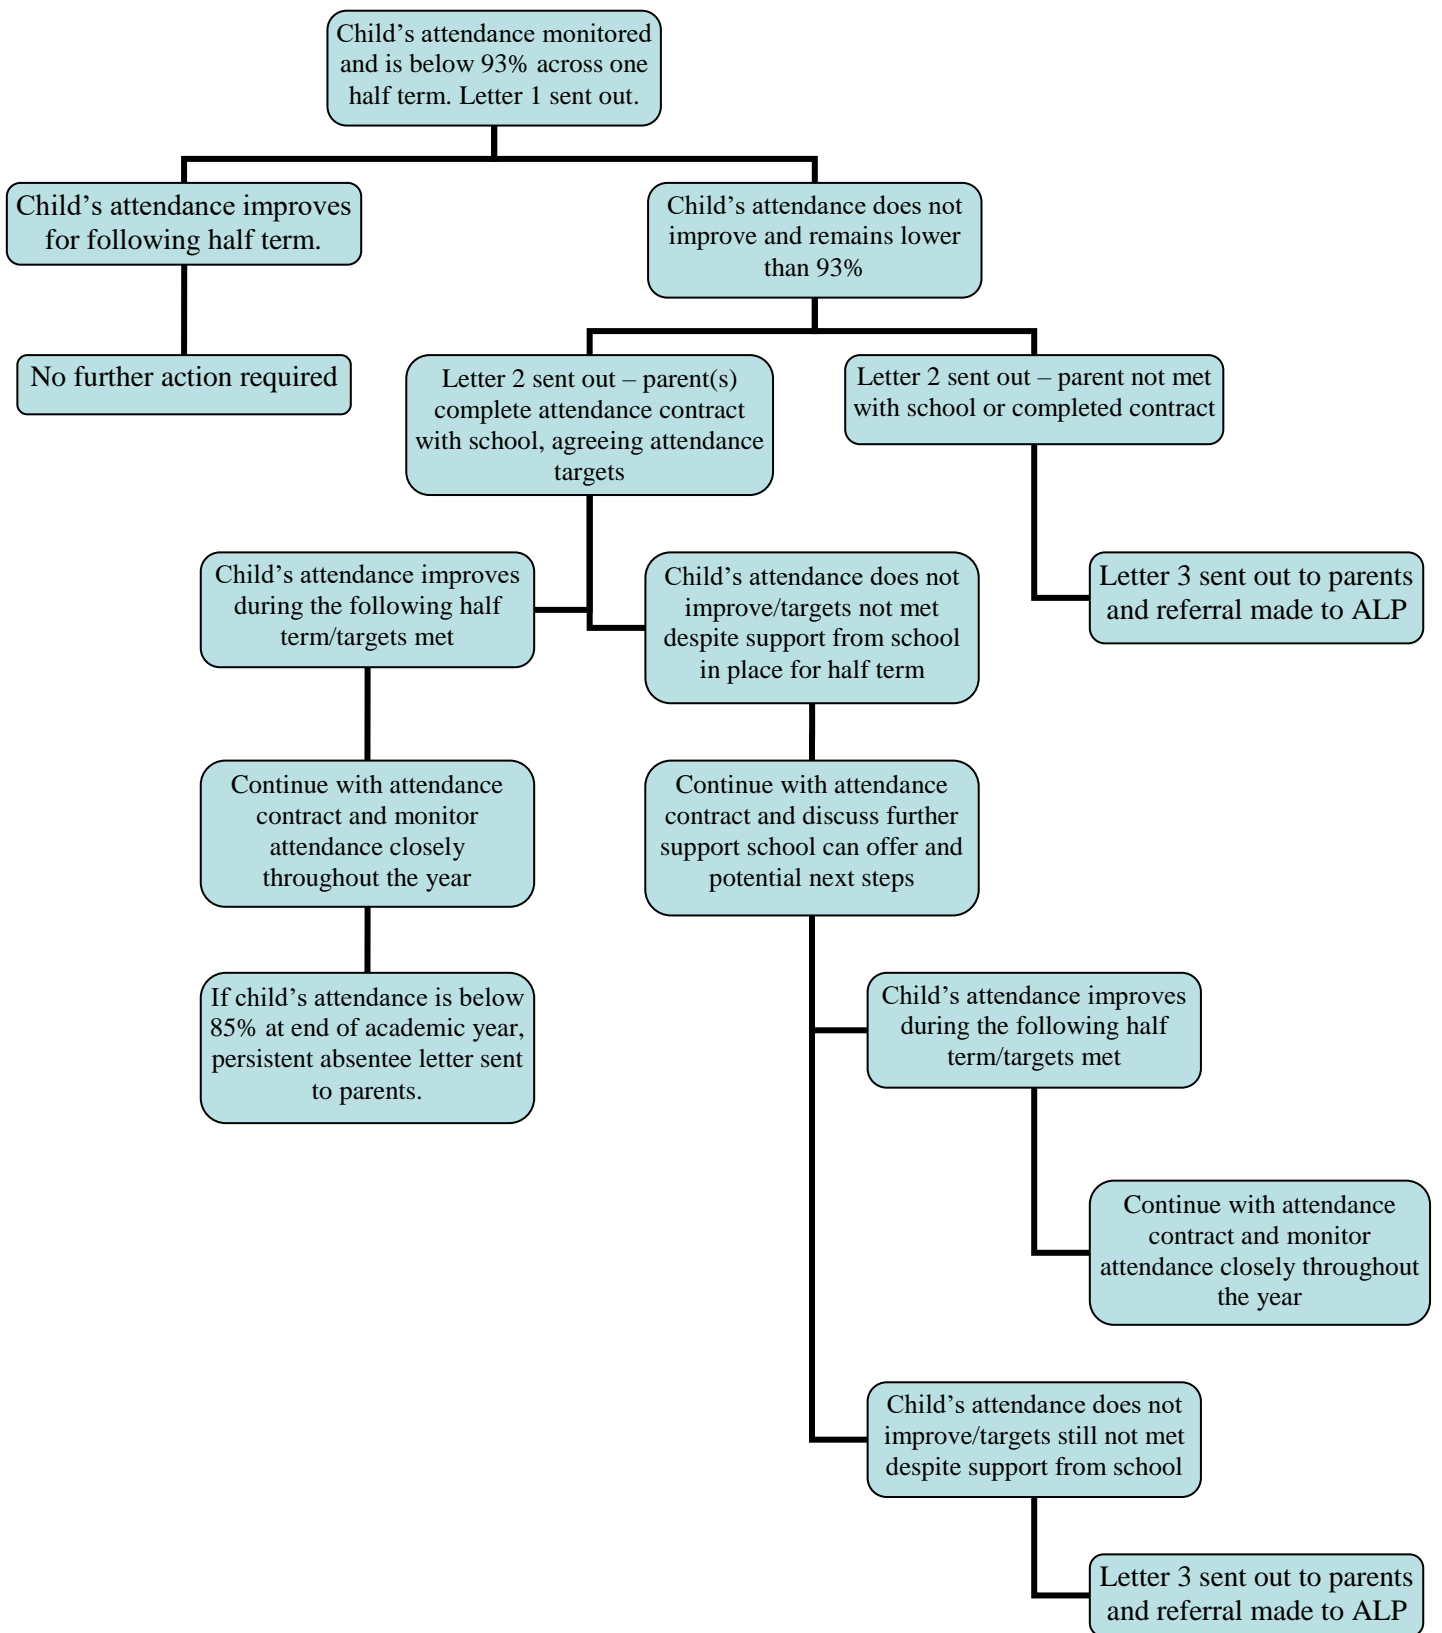 Child’s attendance monitored
and is below 93% across one
half term. Letter 1 sent out.
Child’s attendance improves
for following half term.
Child’s attendance does not
improve and remains lower
than 93%
No further action required
Letter 2 sent out – parent(s)
complete attendance contract
with school, agreeing attendance
targets
Letter 2 sent out – parent not met
with school or completed contract
Child’s attendance improves
during the following half
term/targets met
Child’s attendance does not
improve/targets not met
despite support from school
in place for half term
Letter 3 sent out to parents
and referral made to ALP
Continue with attendance
contract and monitor
attendance closely
throughout the year
Continue with attendance
contract and discuss further
support school can offer and
potential next steps
If child’s attendance is below
85% at end of academic year,
persistent absentee letter sent
to parents.
Child’s attendance improves
during the following half
term/targets met
Continue with attendance
contract and monitor
attendance closely throughout
the year
Child’s attendance does not
improve/targets still not met
despite support from school
Letter 3 sent out to parents
and referral made to ALP